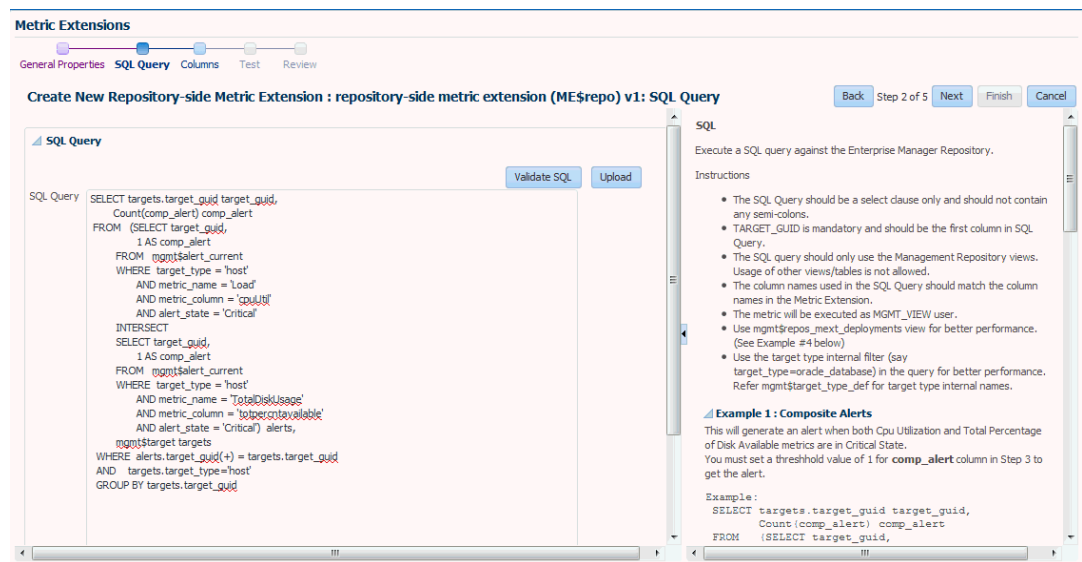 Metric Extensions
General Properties SQL Query Columns Test Review
Create New Repository-side Metric Extension : repository-side metric extension (ME$repo) v1: SQL Query
Back Step 2 of 5 Next Finish Cancel
SQL Query
Validate SQL Upload
SQL Query
SELECT targets.target_guid target_guid,
Count(comp_alert) comp_alert
FROM (SELECT target_guid,
1 AS comp_alert
FROM mgmt$alert_current
WHERE target_type = 'host'
AND metric_name = 'Load'
AND metric_column = 'cpuUtil'
AND alert_state = 'Critical'
INTERSECT
SELECT target_guid,
1 AS comp_alert
FROM mgmt$alert_current
WHERE target_type = 'host'
AND metric_name = 'TotalDiskUsage'
AND metric_column = 'totpercntavailable'
AND alert_state = 'Critical') alerts,
mgmt$target targets
WHERE alerts.target_guid(+) = targets.target_guid
AND targets.target_type='host'
GROUP BY targets.target_guid
SQL
Execute a SQL query against the Enterprise Manager Repository.
Instructions
• The SQL Query should be a select clause only and should not contain
any semi-colons.
• TARGET_GUID is mandatory and should be the first column in SQL
Query.
• The SQL query should only use the Management Repository views.
Usage of other views/tables is not allowed.
• The column names used in the SQL Query should match the column
names in the Metric Extension.
• The metric will be executed as MGMT_VIEW user.
• Use mgmt$repos_mext_deployments view for better performance.
(See Example #4 below)
• Use the target type internal filter (say
target_type=oracle_database) in the query for better performance.
Refer mgmt$target_type_def for target type internal names.
Example 1 : Composite Alerts
This will generate an alert when both Cpu Utilization and Total Percentage
of Disk Available metrics are in Critical State.
You must set a threshhold value of 1 for comp_alert column in Step 3 to
get the alert.
Example:
SELECT targets.target_guid target_guid,
Count(comp_alert) comp_alert
FROM (SELECT target_guid,